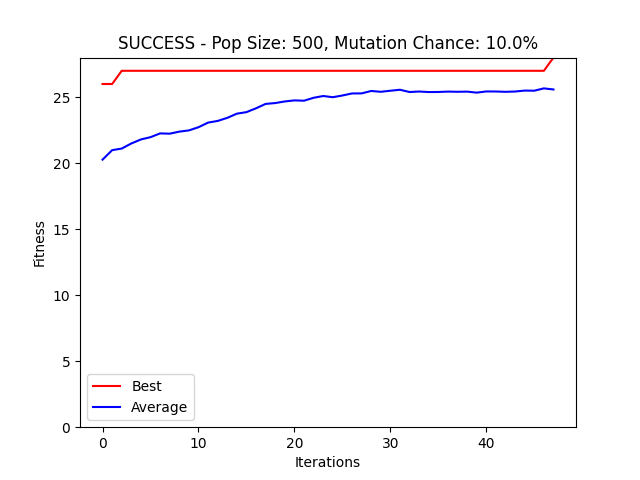 SUCCESS - Pop Size: 500, Mutation Chance: 10.0%
25
20
15
10
5
0
Fitness
Best
Average
0 10 20 30 40
Iterations